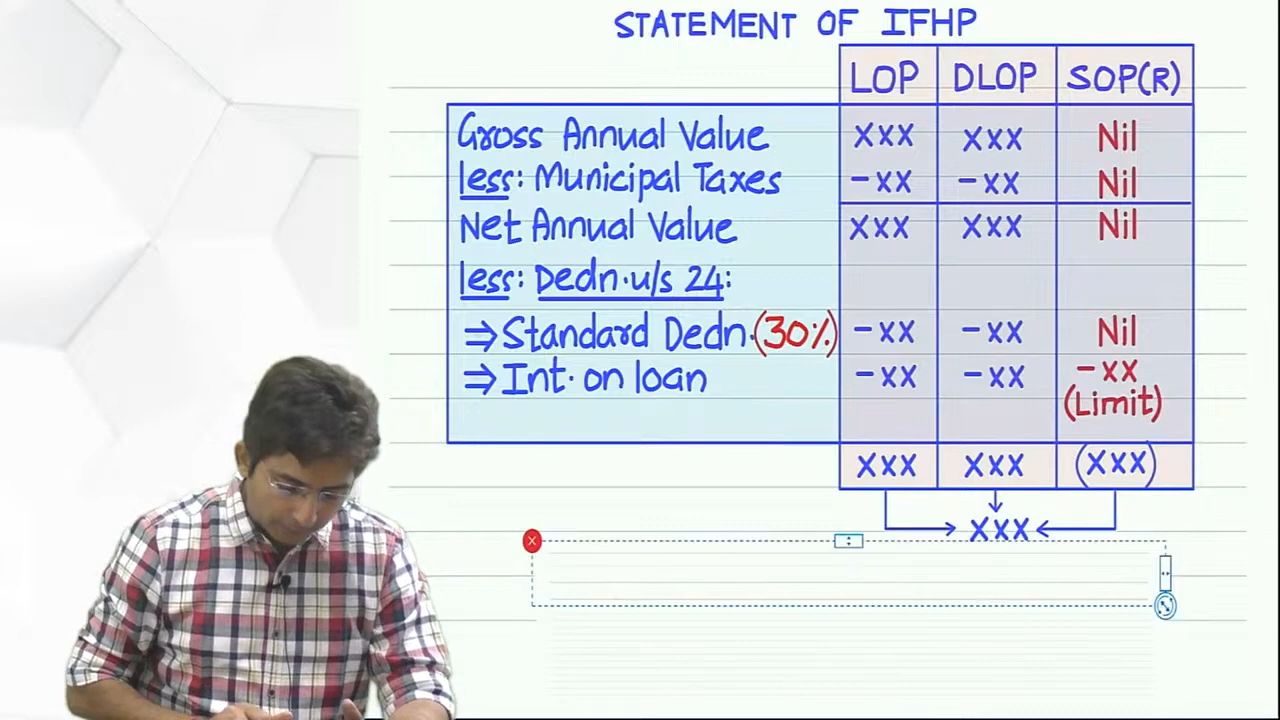 STATEMENT OF IFHP
LOP DLOP SOP(R)
Gross Annual Value XXX XXX Nil
less: Municipal Taxes -XX -XX Nil
Net Annual Value XXX XXX Nil
less: Dedn. u/s 24:
⇒ Standard Dedn. (30%) -XX -XX Nil
⇒ Int. on loan -XX -XX -XX
(Limit)
XXX XXX (XXX)
XXX